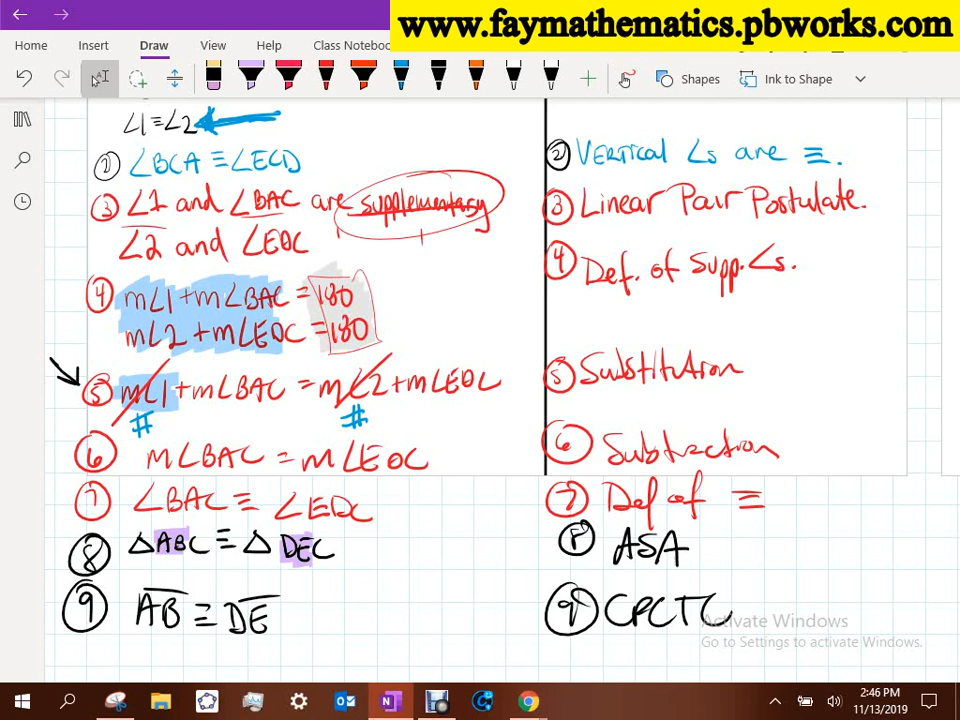 www.faymathematics.pbworks.com
Home Insert Draw View Help Class Notebo
Shapes Ink to Shape
∠1 ≅ ∠2
① ∠BCA ≅ ∠ECD
② VERTICAL ∠s are ≅.
③ ∠1 and ∠BAC are supplementary
∠2 and ∠EDC
③ Linear Pair Postulate.
④ m∠1 + m∠BAC = 180
m∠2 + m∠EDC = 180
④ Def. of Supp. ∠s.
⑤ m∠1 + m∠BAC = m∠2 + m∠EDC
# #
⑤ Substitution
⑥ m∠BAC = m∠EDC
⑥ Subtraction
⑦ ∠BAC ≅ ∠EDC
⑦ Def of ≅
⑧ △ABC ≅ △DEC
⑧ ASA
⑨ AB ≅ DE
⑨ CPCTC
Activate Windows
Go to Settings to activate Windows.
2:46 PM
11/13/2019